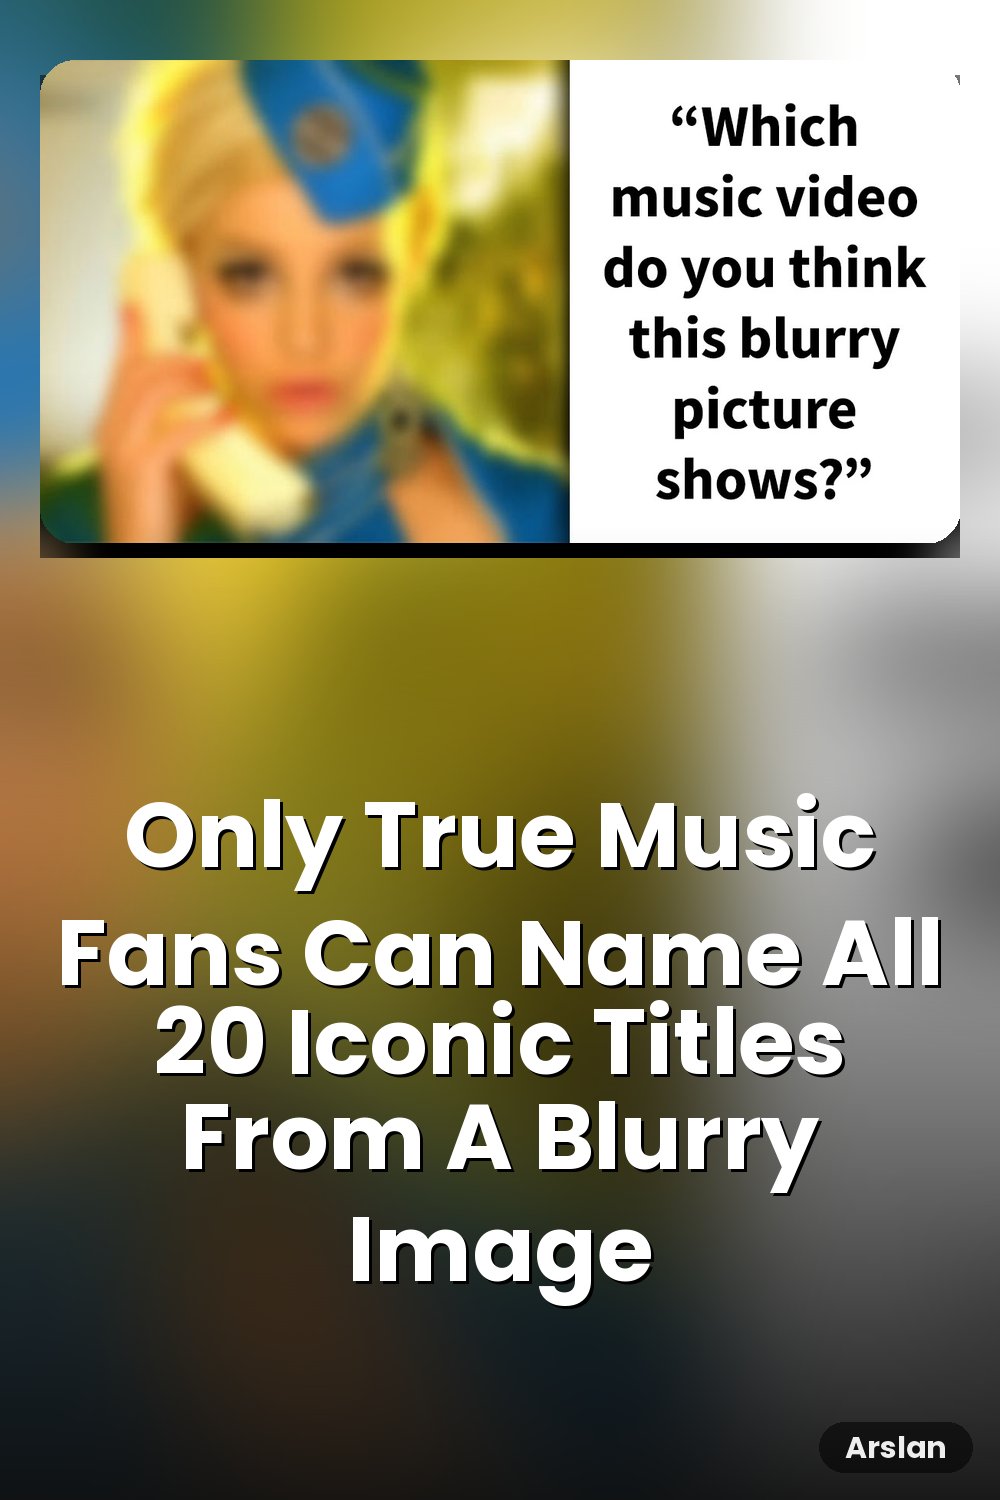 “Which
music video
do you think
this blurry
picture
shows?”
Only True Music
Fans Can Name All
20 Iconic Titles
From A Blurry
Image
Arslan